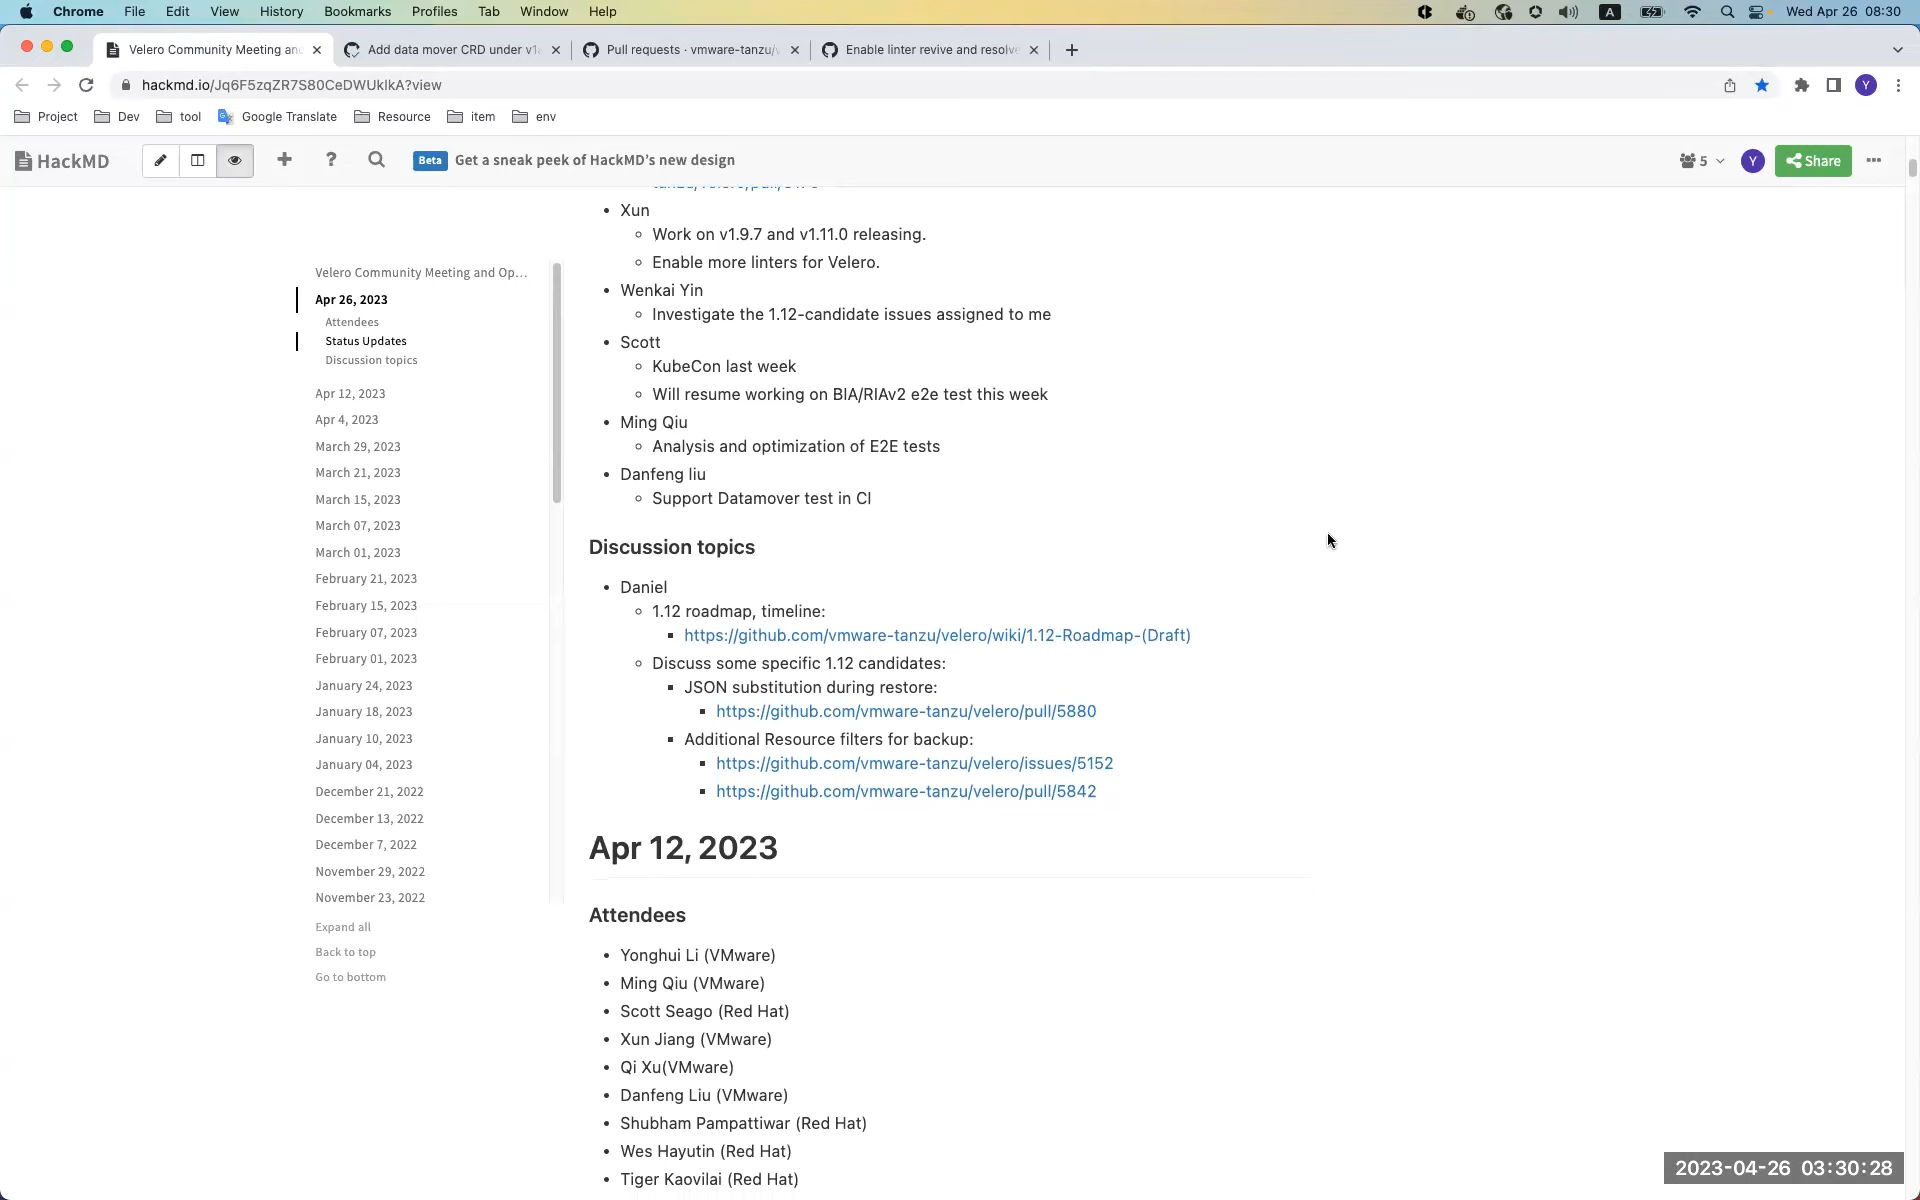 Chrome File Edit View History Bookmarks Profiles Tab Window Help A Wed Apr 26 08:30
Velero Community Meeting and Add data mover CRD under v1 Pull requests · vmware-tanzu/v Enable linter revive and resolve
hackmd.io/Jq6F5zqZR7S80CeDWUklkA?view Y
Project Dev tool Google Translate Resource item env
HackMD + ? Beta Get a sneak peek of HackMD's new design 5 Y Share
Velero Community Meeting and Op...
Apr 26, 2023
Attendees
Status Updates
Discussion topics
Apr 12, 2023
Apr 4, 2023
March 29, 2023
March 21, 2023
March 15, 2023
March 07, 2023
March 01, 2023
February 21, 2023
February 15, 2023
February 07, 2023
February 01, 2023
January 24, 2023
January 18, 2023
January 10, 2023
January 04, 2023
December 21, 2022
December 13, 2022
December 7, 2022
November 29, 2022
November 23, 2022
Expand all
Back to top
Go to bottom
• Xun
◦ Work on v1.9.7 and v1.11.0 releasing.
◦ Enable more linters for Velero.
• Wenkai Yin
◦ Investigate the 1.12-candidate issues assigned to me
• Scott
◦ KubeCon last week
◦ Will resume working on BIA/RIAv2 e2e test this week
• Ming Qiu
◦ Analysis and optimization of E2E tests
• Danfeng liu
◦ Support Datamover test in CI
Discussion topics
• Daniel
◦ 1.12 roadmap, timeline:
▪ https://github.com/vmware-tanzu/velero/wiki/1.12-Roadmap-(Draft)
◦ Discuss some specific 1.12 candidates:
▪ JSON substitution during restore:
▪ https://github.com/vmware-tanzu/velero/pull/5880
▪ Additional Resource filters for backup:
▪ https://github.com/vmware-tanzu/velero/issues/5152
▪ https://github.com/vmware-tanzu/velero/pull/5842
Apr 12, 2023
Attendees
• Yonghui Li (VMware)
• Ming Qiu (VMware)
• Scott Seago (Red Hat)
• Xun Jiang (VMware)
• Qi Xu(VMware)
• Danfeng Liu (VMware)
• Shubham Pampattiwar (Red Hat)
• Wes Hayutin (Red Hat)
• Tiger Kaovilai (Red Hat)
2023-04-26 03:30:28